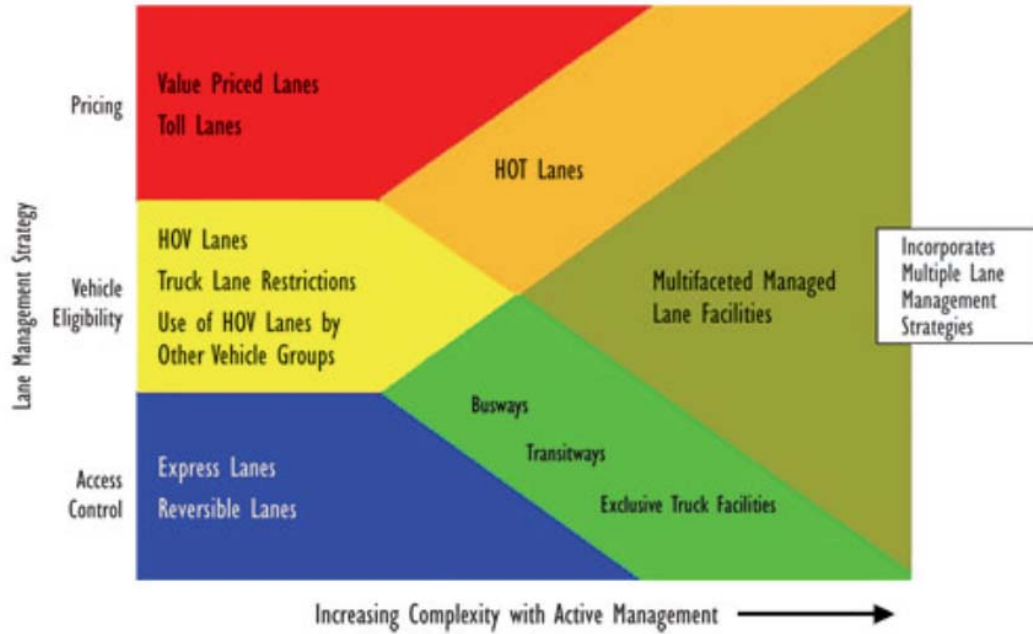 Lane Management Strategy
Pricing
Value Priced Lanes
Toll Lanes
HOT Lanes
Vehicle
Eligibility
HOV Lanes
Truck Lane Restrictions
Use of HOV Lanes by
Other Vehicle Groups
Multifaceted Managed
Lane Facilities
Incorporates
Multiple Lane
Management
Strategies
Access
Control
Express Lanes
Reversible Lanes
Busways
Transitways
Exclusive Truck Facilities
Increasing Complexity with Active Management